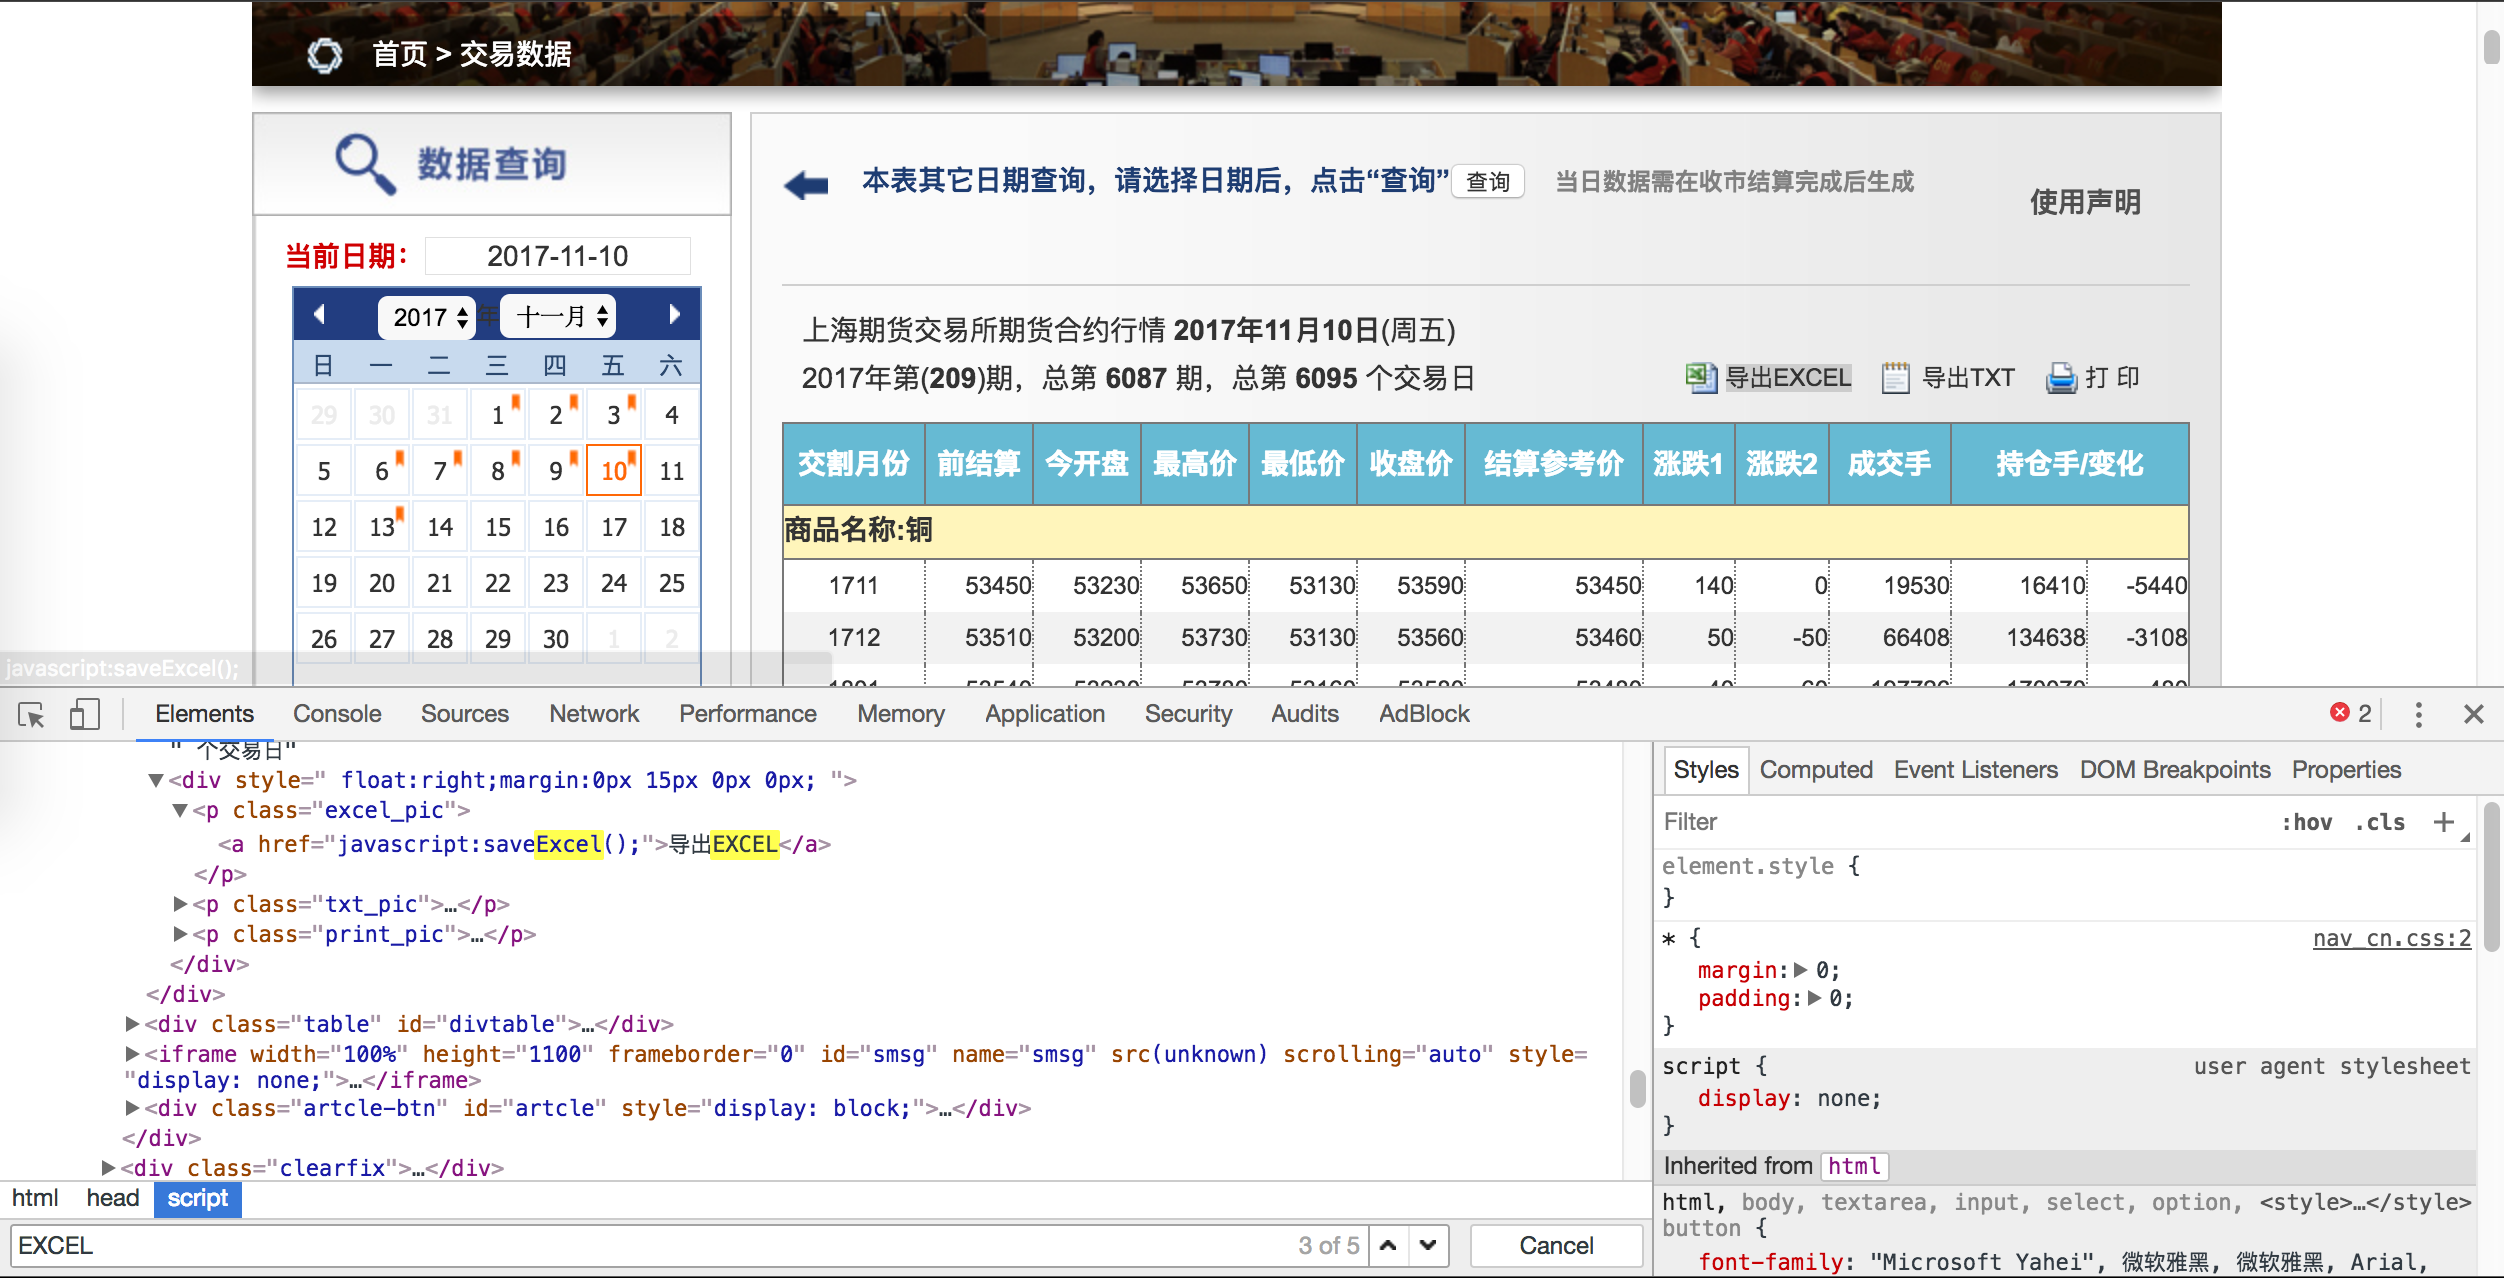 首页 > 交易数据
数据查询
当前日期： 2017-11-10
2017 年 十一月
日 一 二 三 四 五 六
29 30 31 1 2 3 4
5 6 7 8 9 10 11
12 13 14 15 16 17 18
19 20 21 22 23 24 25
26 27 28 29 30 1 2
javascript:saveExcel();
本表其它日期查询，请选择日期后，点击“查询” 查询 当日数据需在收市结算完成后生成
使用声明
上海期货交易所期货合约行情 2017年11月10日(周五)
2017年第(209)期，总第 6087 期，总第 6095 个交易日
导出EXCEL 导出TXT 打 印
交割月份 前结算 今开盘 最高价 最低价 收盘价 结算参考价 涨跌1 涨跌2 成交手 持仓手/变化
商品名称:铜
1711 53450 53230 53650 53130 53590 53450 140 0 19530 16410 -5440
1712 53510 53200 53730 53130 53560 53460 50 -50 66408 134638 -3108
Elements Console Sources Network Performance Memory Application Security Audits AdBlock 2
" 个交易日"
<div style=" float:right;margin:0px 15px 0px 0px; ">
<p class="excel_pic">
<a href="javascript:saveExcel();">导出EXCEL</a>
</p>
<p class="txt_pic">…</p>
<p class="print_pic">…</p>
</div>
</div>
<div class="table" id="divtable">…</div>
<iframe width="100%" height="1100" frameborder="0" id="smsg" name="smsg" src(unknown) scrolling="auto" style=
"display: none;">…</iframe>
<div class="artcle-btn" id="artcle" style="display: block;">…</div>
</div>
<div class="clearfix">…</div>
html head script
EXCEL 3 of 5 Cancel
Styles Computed Event Listeners DOM Breakpoints Properties
Filter :hov .cls +
element.style {
}
* { nav_cn.css:2
margin: 0;
padding: 0;
}
script { user agent stylesheet
display: none;
}
Inherited from html
html, body, textarea, input, select, option, <style>…</style>
button {
font-family: "Microsoft Yahei", 微软雅黑, 微软雅黑, Arial,